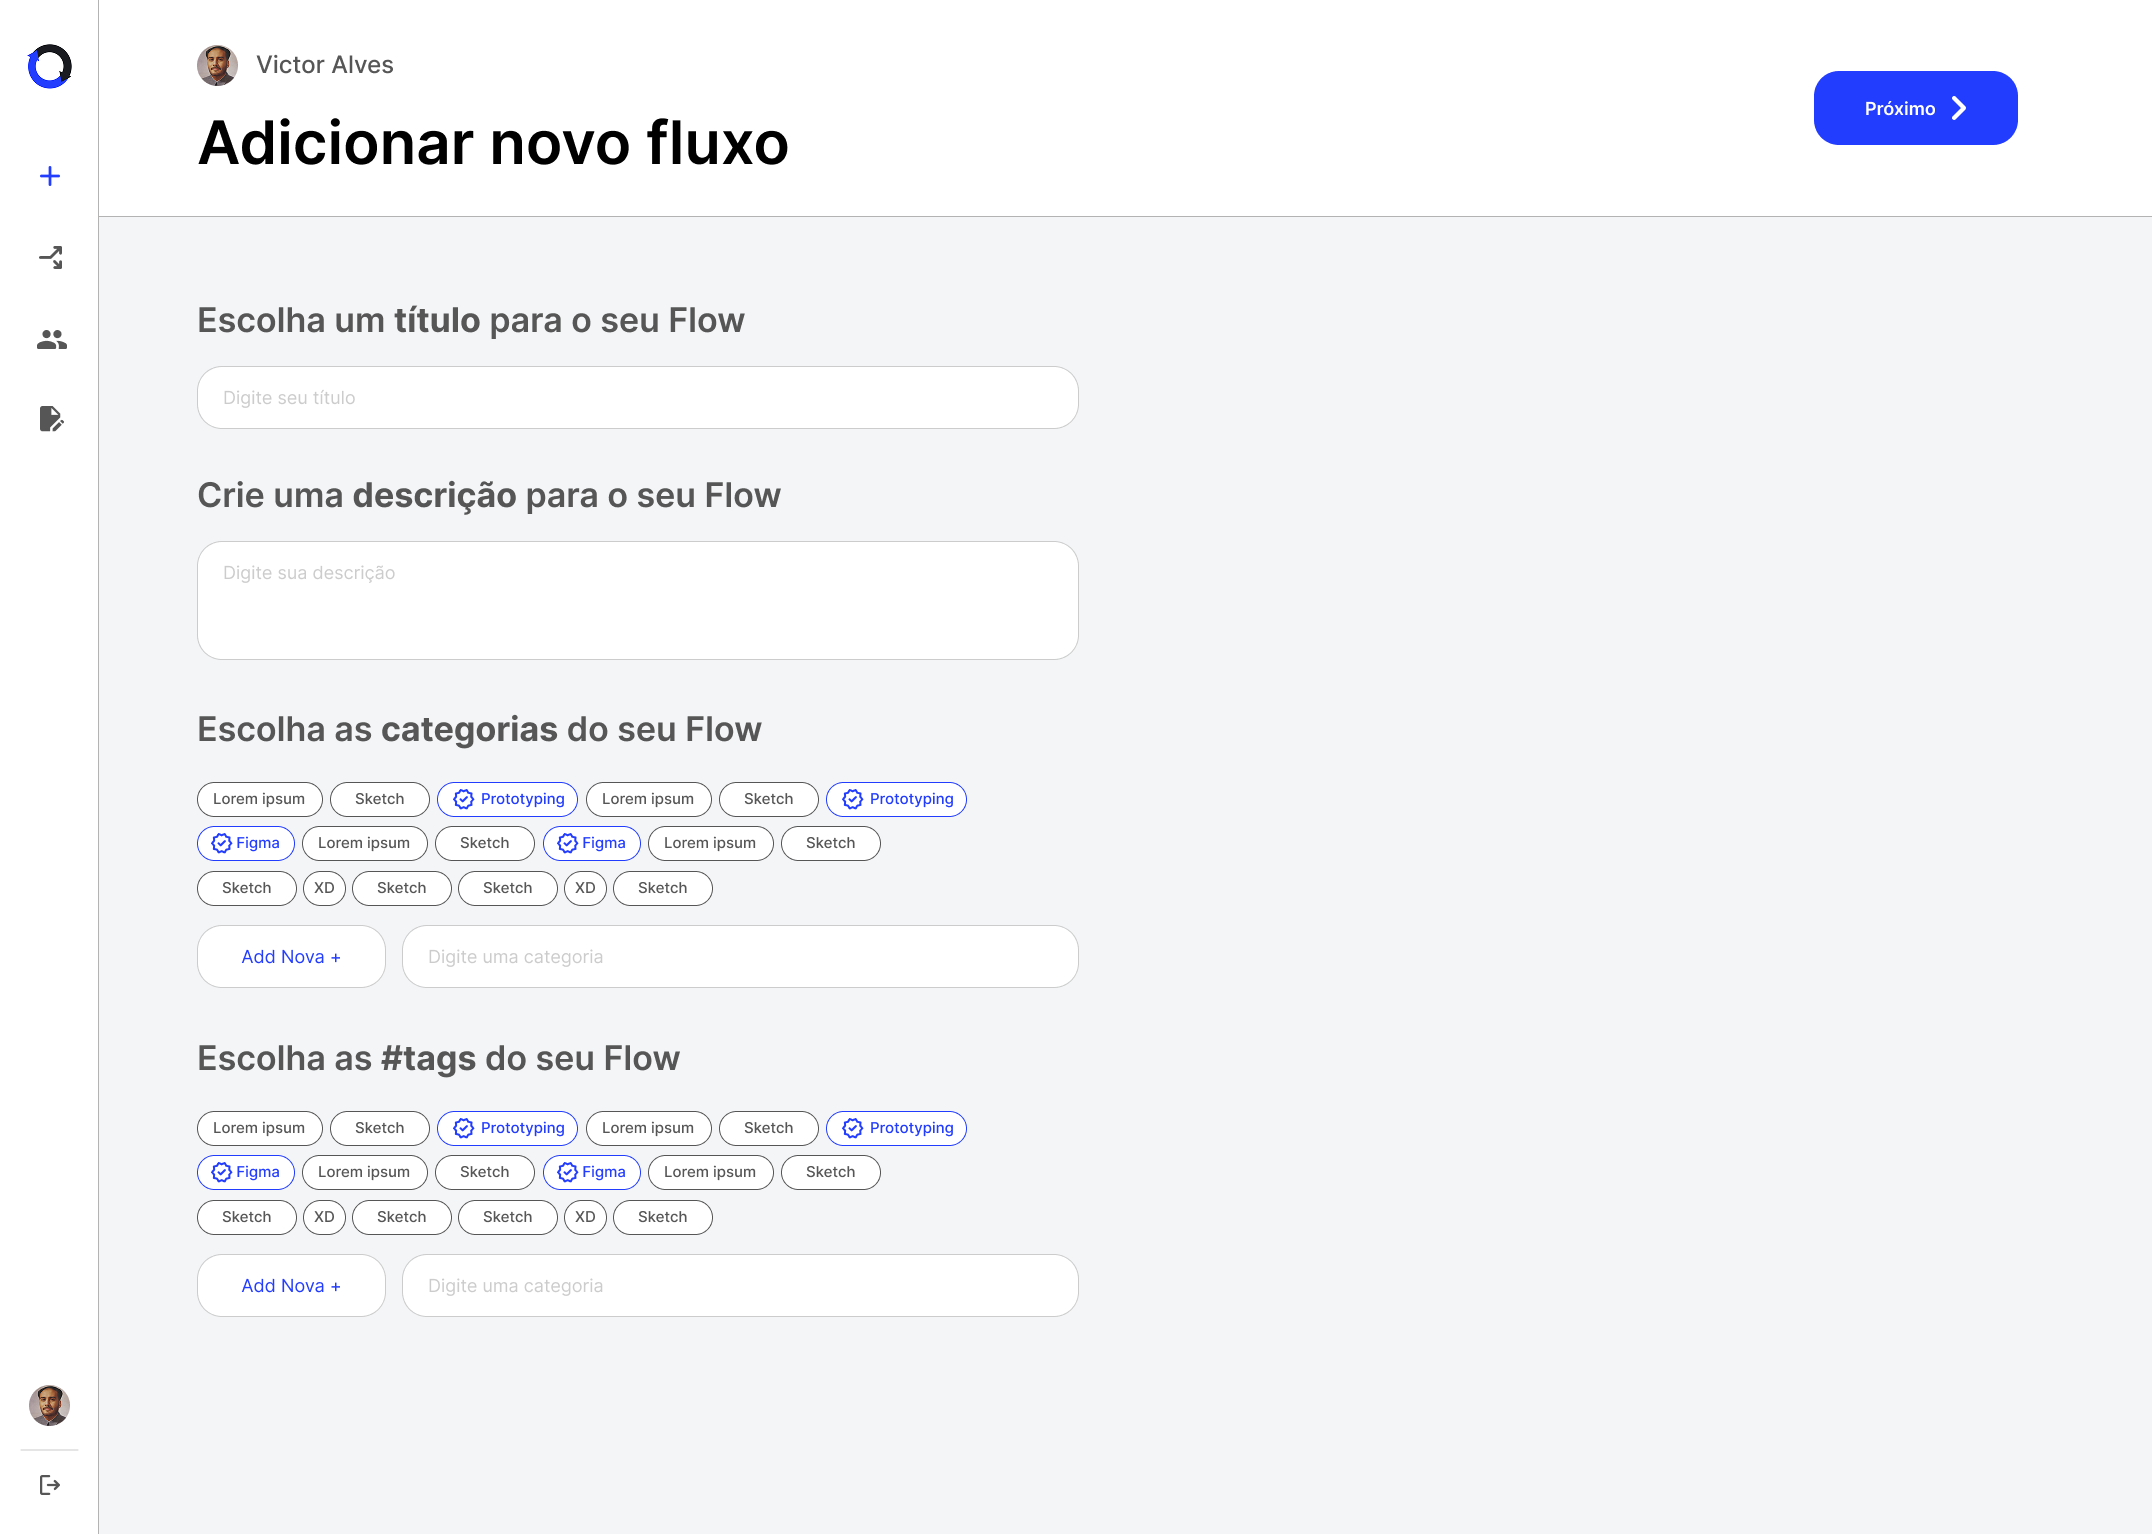 Victor Alves
Adicionar novo fluxo
Próximo
Escolha um título para o seu Flow
Digite seu título
Crie uma descrição para o seu Flow
Digite sua descrição
Escolha as categorias do seu Flow
Lorem ipsum Sketch Prototyping Lorem ipsum Sketch Prototyping
Figma Lorem ipsum Sketch Figma Lorem ipsum Sketch
Sketch XD Sketch Sketch XD Sketch
Add Nova + Digite uma categoria
Escolha as #tags do seu Flow
Lorem ipsum Sketch Prototyping Lorem ipsum Sketch Prototyping
Figma Lorem ipsum Sketch Figma Lorem ipsum Sketch
Sketch XD Sketch Sketch XD Sketch
Add Nova + Digite uma categoria